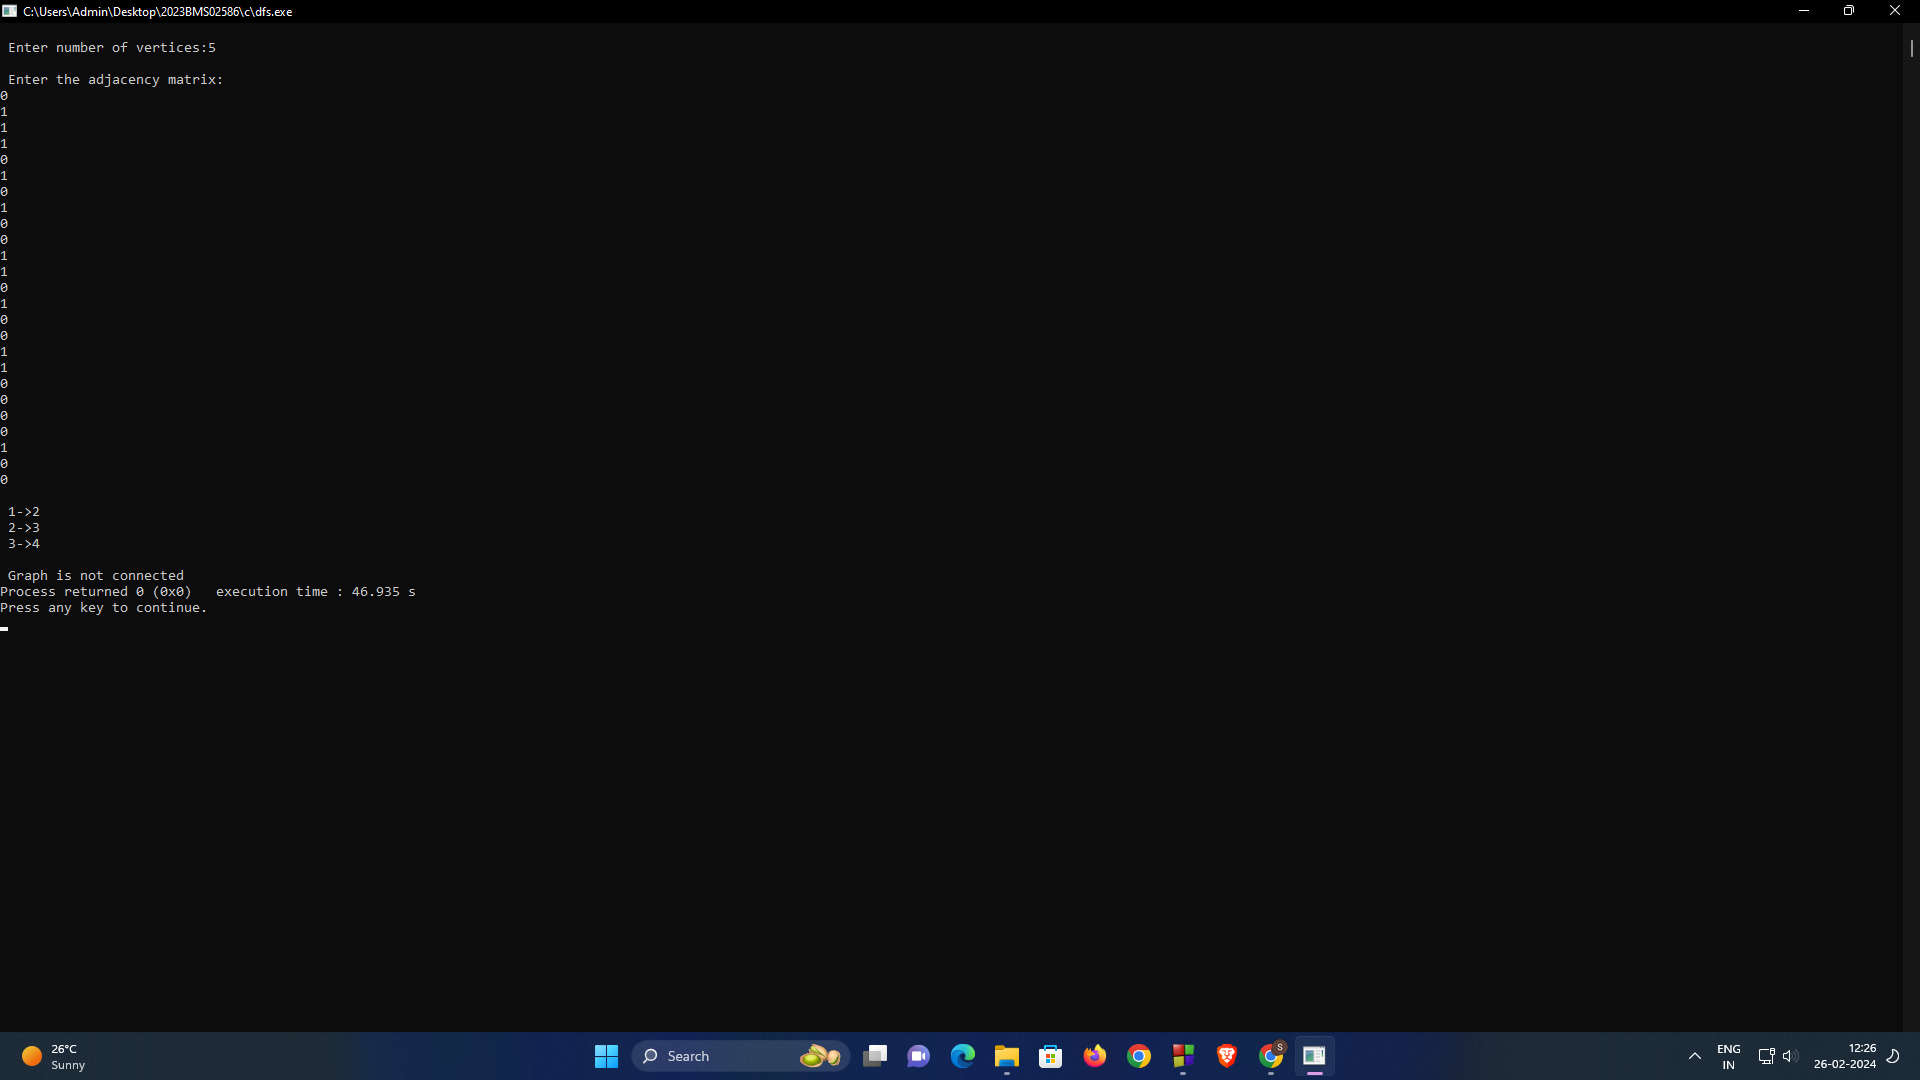 C:\Users\Admin\Desktop\2023BMS02586\c\dfs.exe
Enter number of vertices:5
Enter the adjacency matrix:
0
1
1
1
0
1
0
1
0
0
1
1
0
1
0
0
1
1
0
0
0
0
1
0
0
1->2
2->3
3->4
Graph is not connected
Process returned 0 (0x0)   execution time : 46.935 s
Press any key to continue.
26°C
Sunny
Search
S
ENG
IN
12:26
26-02-2024